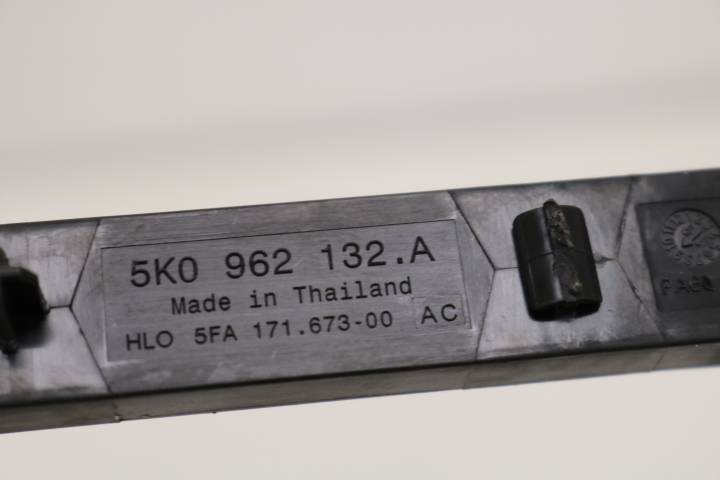 5K0 962 132.A
Made in Thailand
HLO 5FA 171.673-00 AC